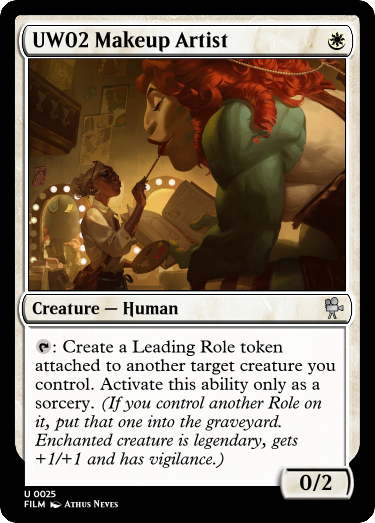 UW02 Makeup Artist
Creature — Human
: Create a Leading Role token
attached to another target creature you
control. Activate this ability only as a
sorcery. (If you control another Role on
it, put that one into the graveyard.
Enchanted creature is legendary, gets
+1/+1 and has vigilance.)
0/2
U 0025
FILM Athus Neves